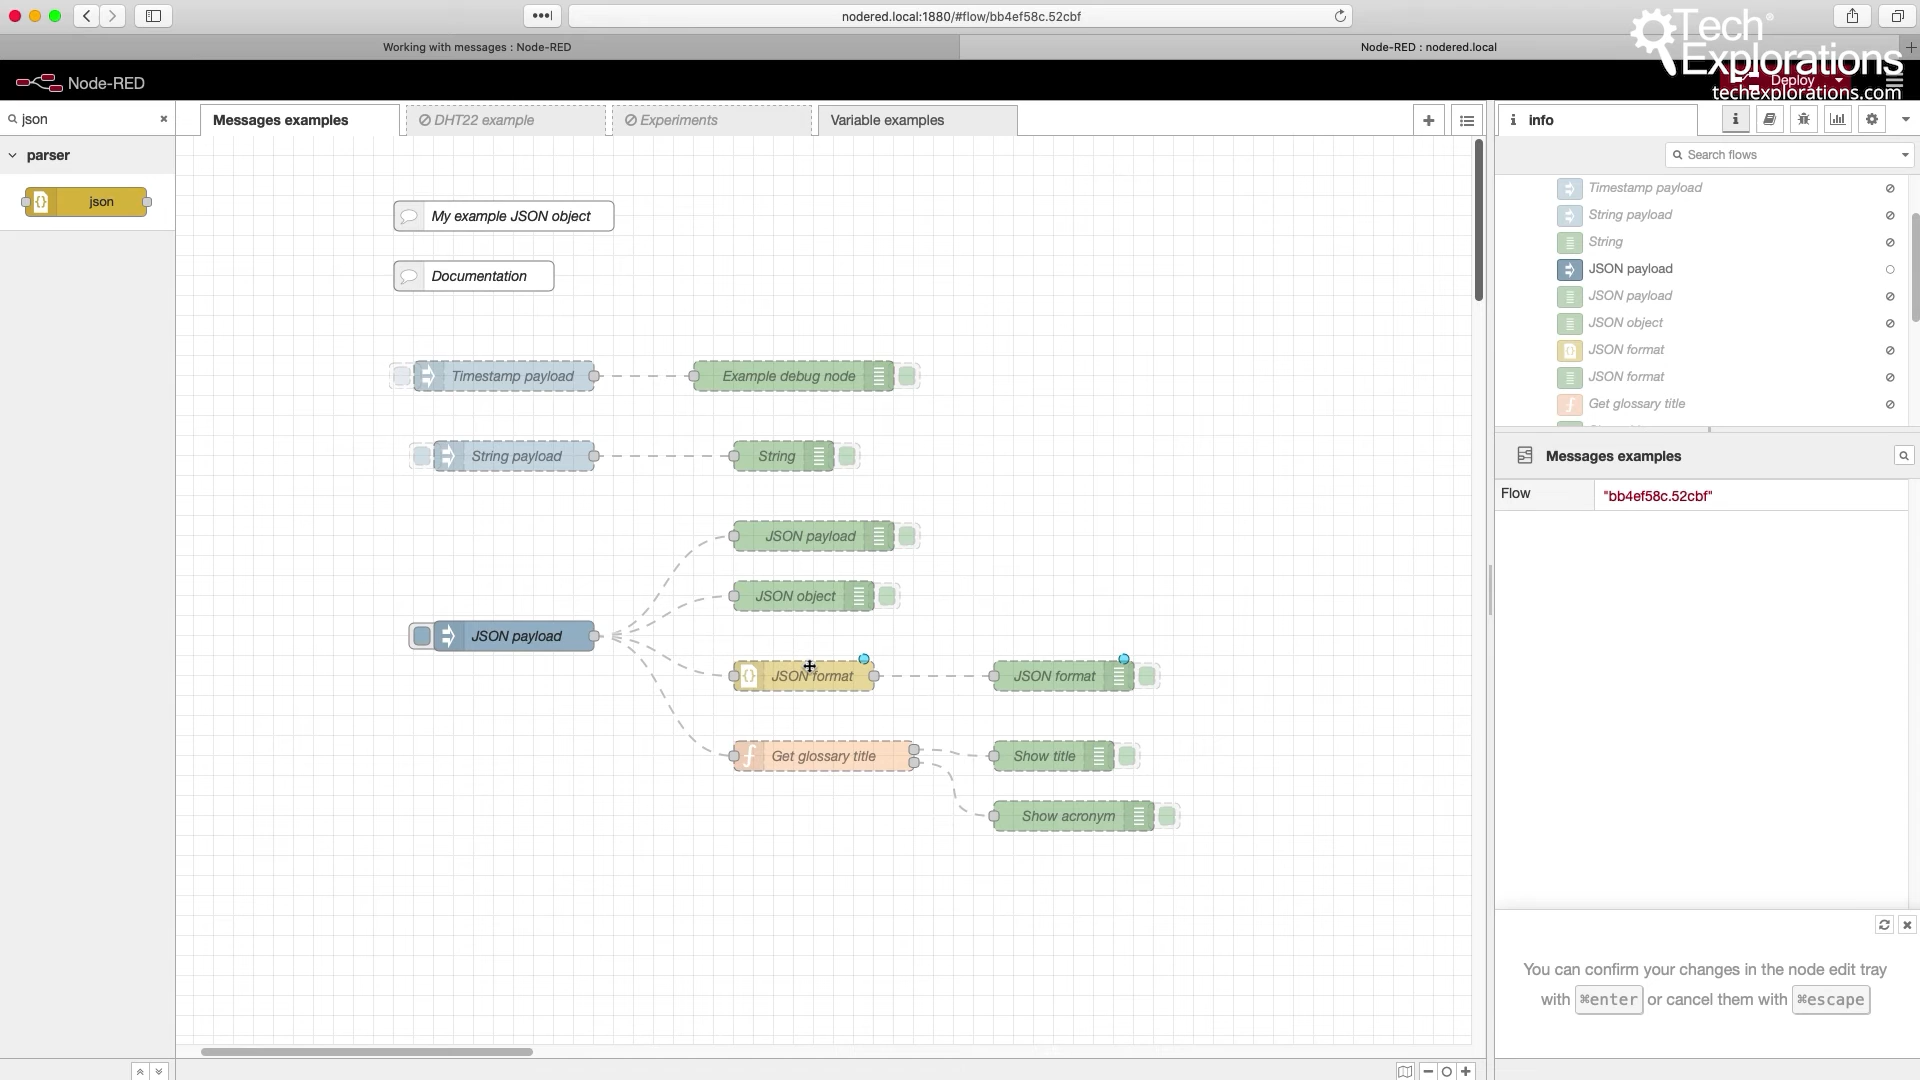 nodered.local:1880/#flow/bb4ef58c.52cbf
Working with messages : Node-RED
Node-RED : nodered.local
Tech
Explorations
techexplorations.com
Node-RED
Deploy
json
Messages examples
DHT22 example
Experiments
Variable examples
i info
parser
Search flows
json
Timestamp payload
String payload
String
JSON payload
JSON payload
JSON object
JSON format
JSON format
Get glossary title
My example JSON object
Documentation
Timestamp payload
Example debug node
String payload
String
JSON payload
JSON object
JSON payload
JSON format
JSON format
Get glossary title
Show title
Show acronym
Messages examples
Flow
"bb4ef58c.52cbf"
You can confirm your changes in the node edit tray
with ⌘enter or cancel them with ⌘escape